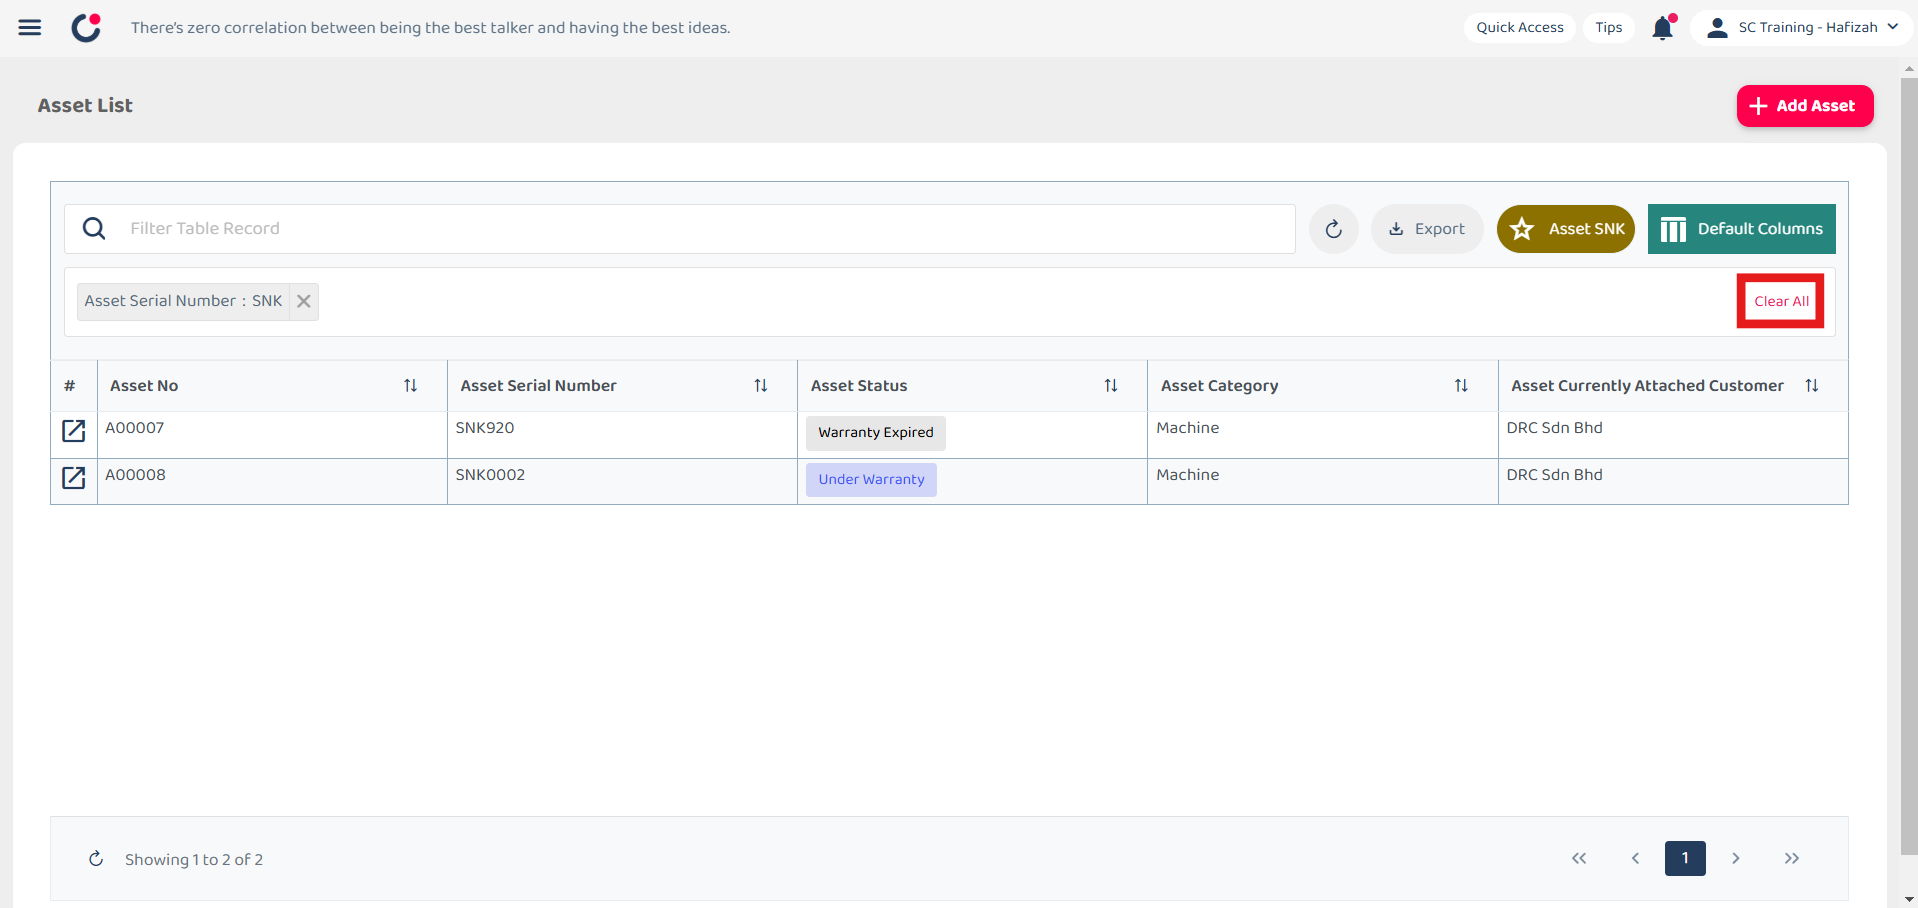 There's zero correlation between being the best talker and having the best ideas.
Quick Access
Tips
SC Training - Hafizah
Asset List
Add Asset
Filter Table Record
Export
Asset SNK
Default Columns
Asset Serial Number : SNK
Clear All
# Asset No Asset Serial Number Asset Status Asset Category Asset Currently Attached Customer
A00007 SNK920 Warranty Expired Machine DRC Sdn Bhd
A00008 SNK0002 Under Warranty Machine DRC Sdn Bhd
Showing 1 to 2 of 2
1